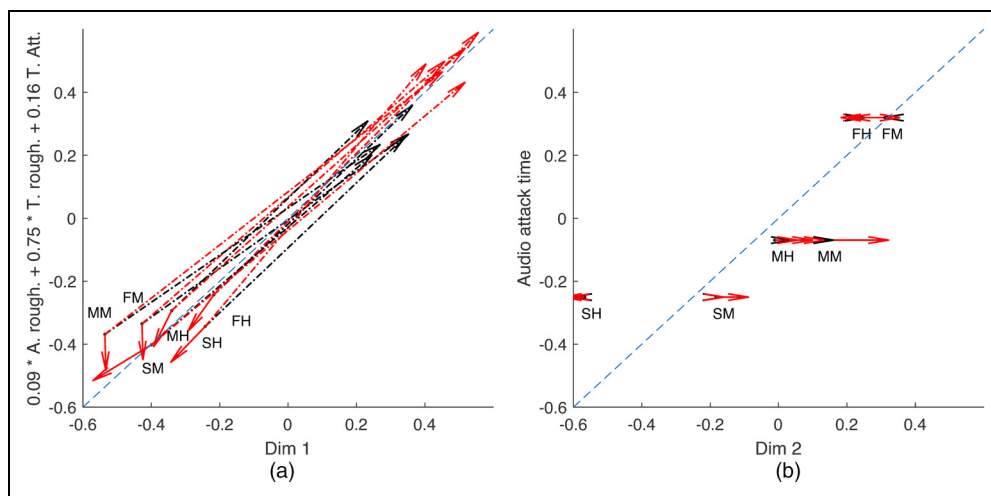 0.09 * A. rough. + 0.75 * T. rough. + 0.16 T. Att.
0.4
0.2
0
-0.2
-0.4
-0.6
-0.6 -0.4 -0.2 0 0.2 0.4
MM
FM
MH
SM
SH
FH
Dim 1
(a)
Audio attack time
0.4
0.2
0
-0.2
-0.4
-0.6
-0.6 -0.4 -0.2 0 0.2 0.4
FH FM
MH MM
SH
SM
Dim 2
(b)